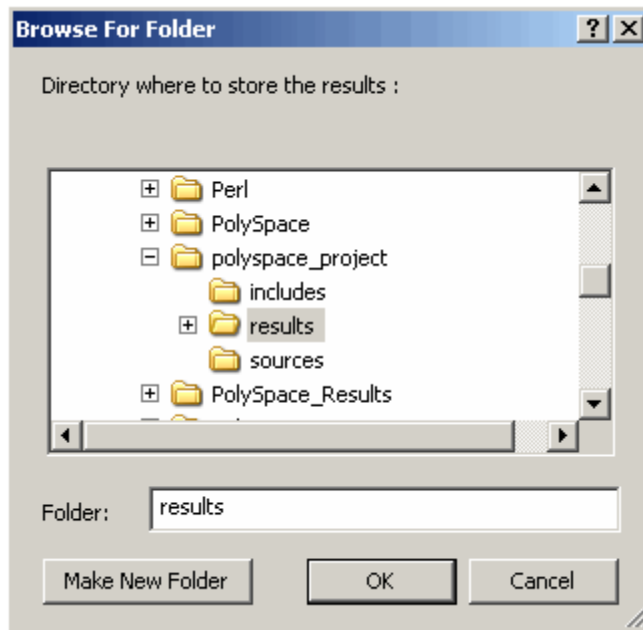 Browse For Folder
Directory where to store the results :
Perl
PolySpace
polyspace_project
includes
results
sources
PolySpace_Results
Folder: results
Make New Folder OK Cancel